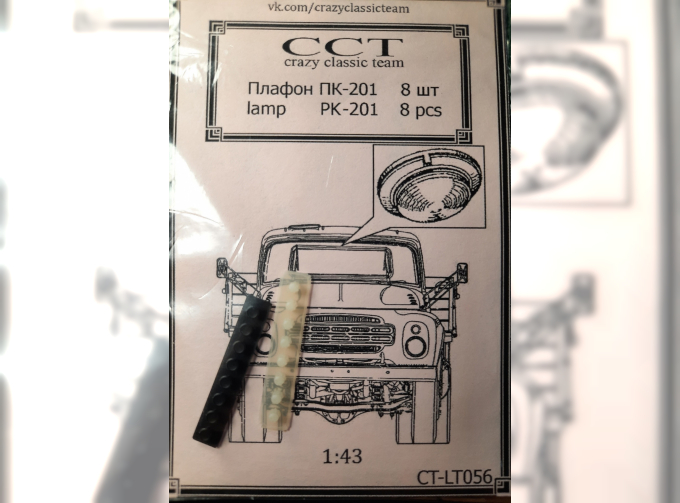 vk.com/crazyclassicteam
CCT
crazy classic team
Плафон ПК-201 8 шт
lamp PK-201 8 pcs
1:43
CT-LT056